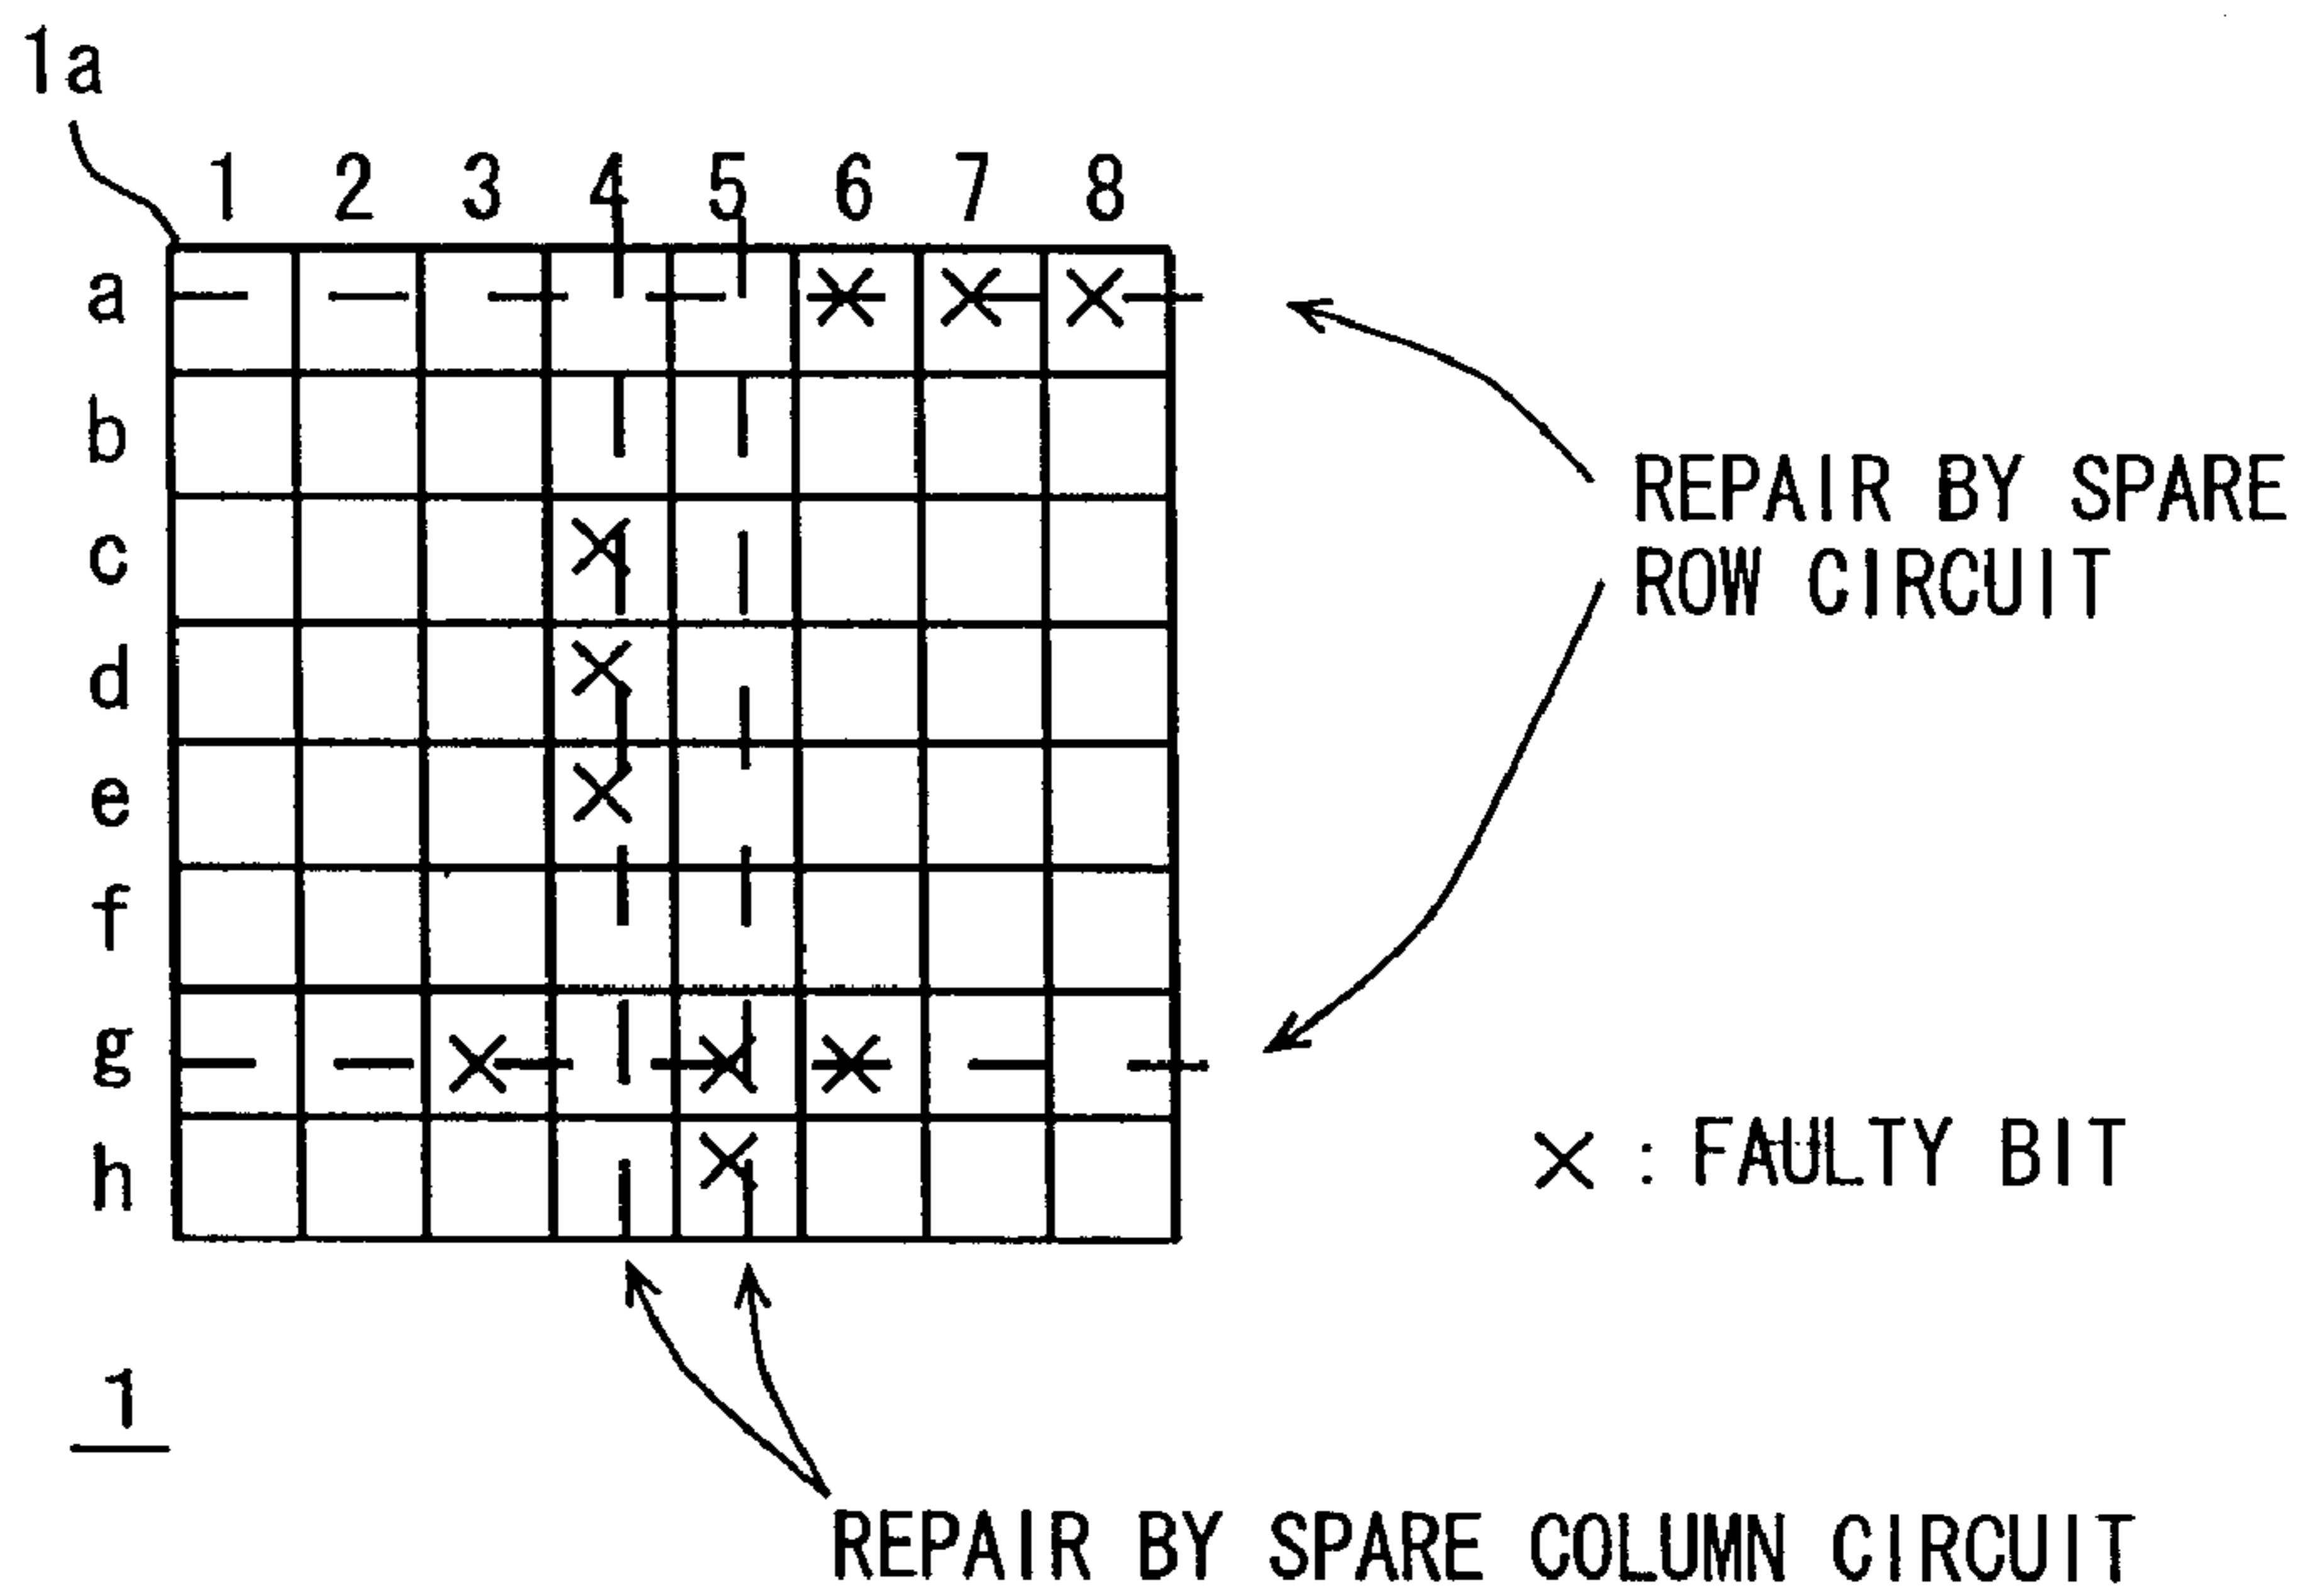 1a
1 2 3 4 5 6 7 8
a
b
c
d
e
f
g
h
REPAIR BY SPARE
ROW CIRCUIT
× : FAULTY BIT
1
REPAIR BY SPARE COLUMN CIRCUIT